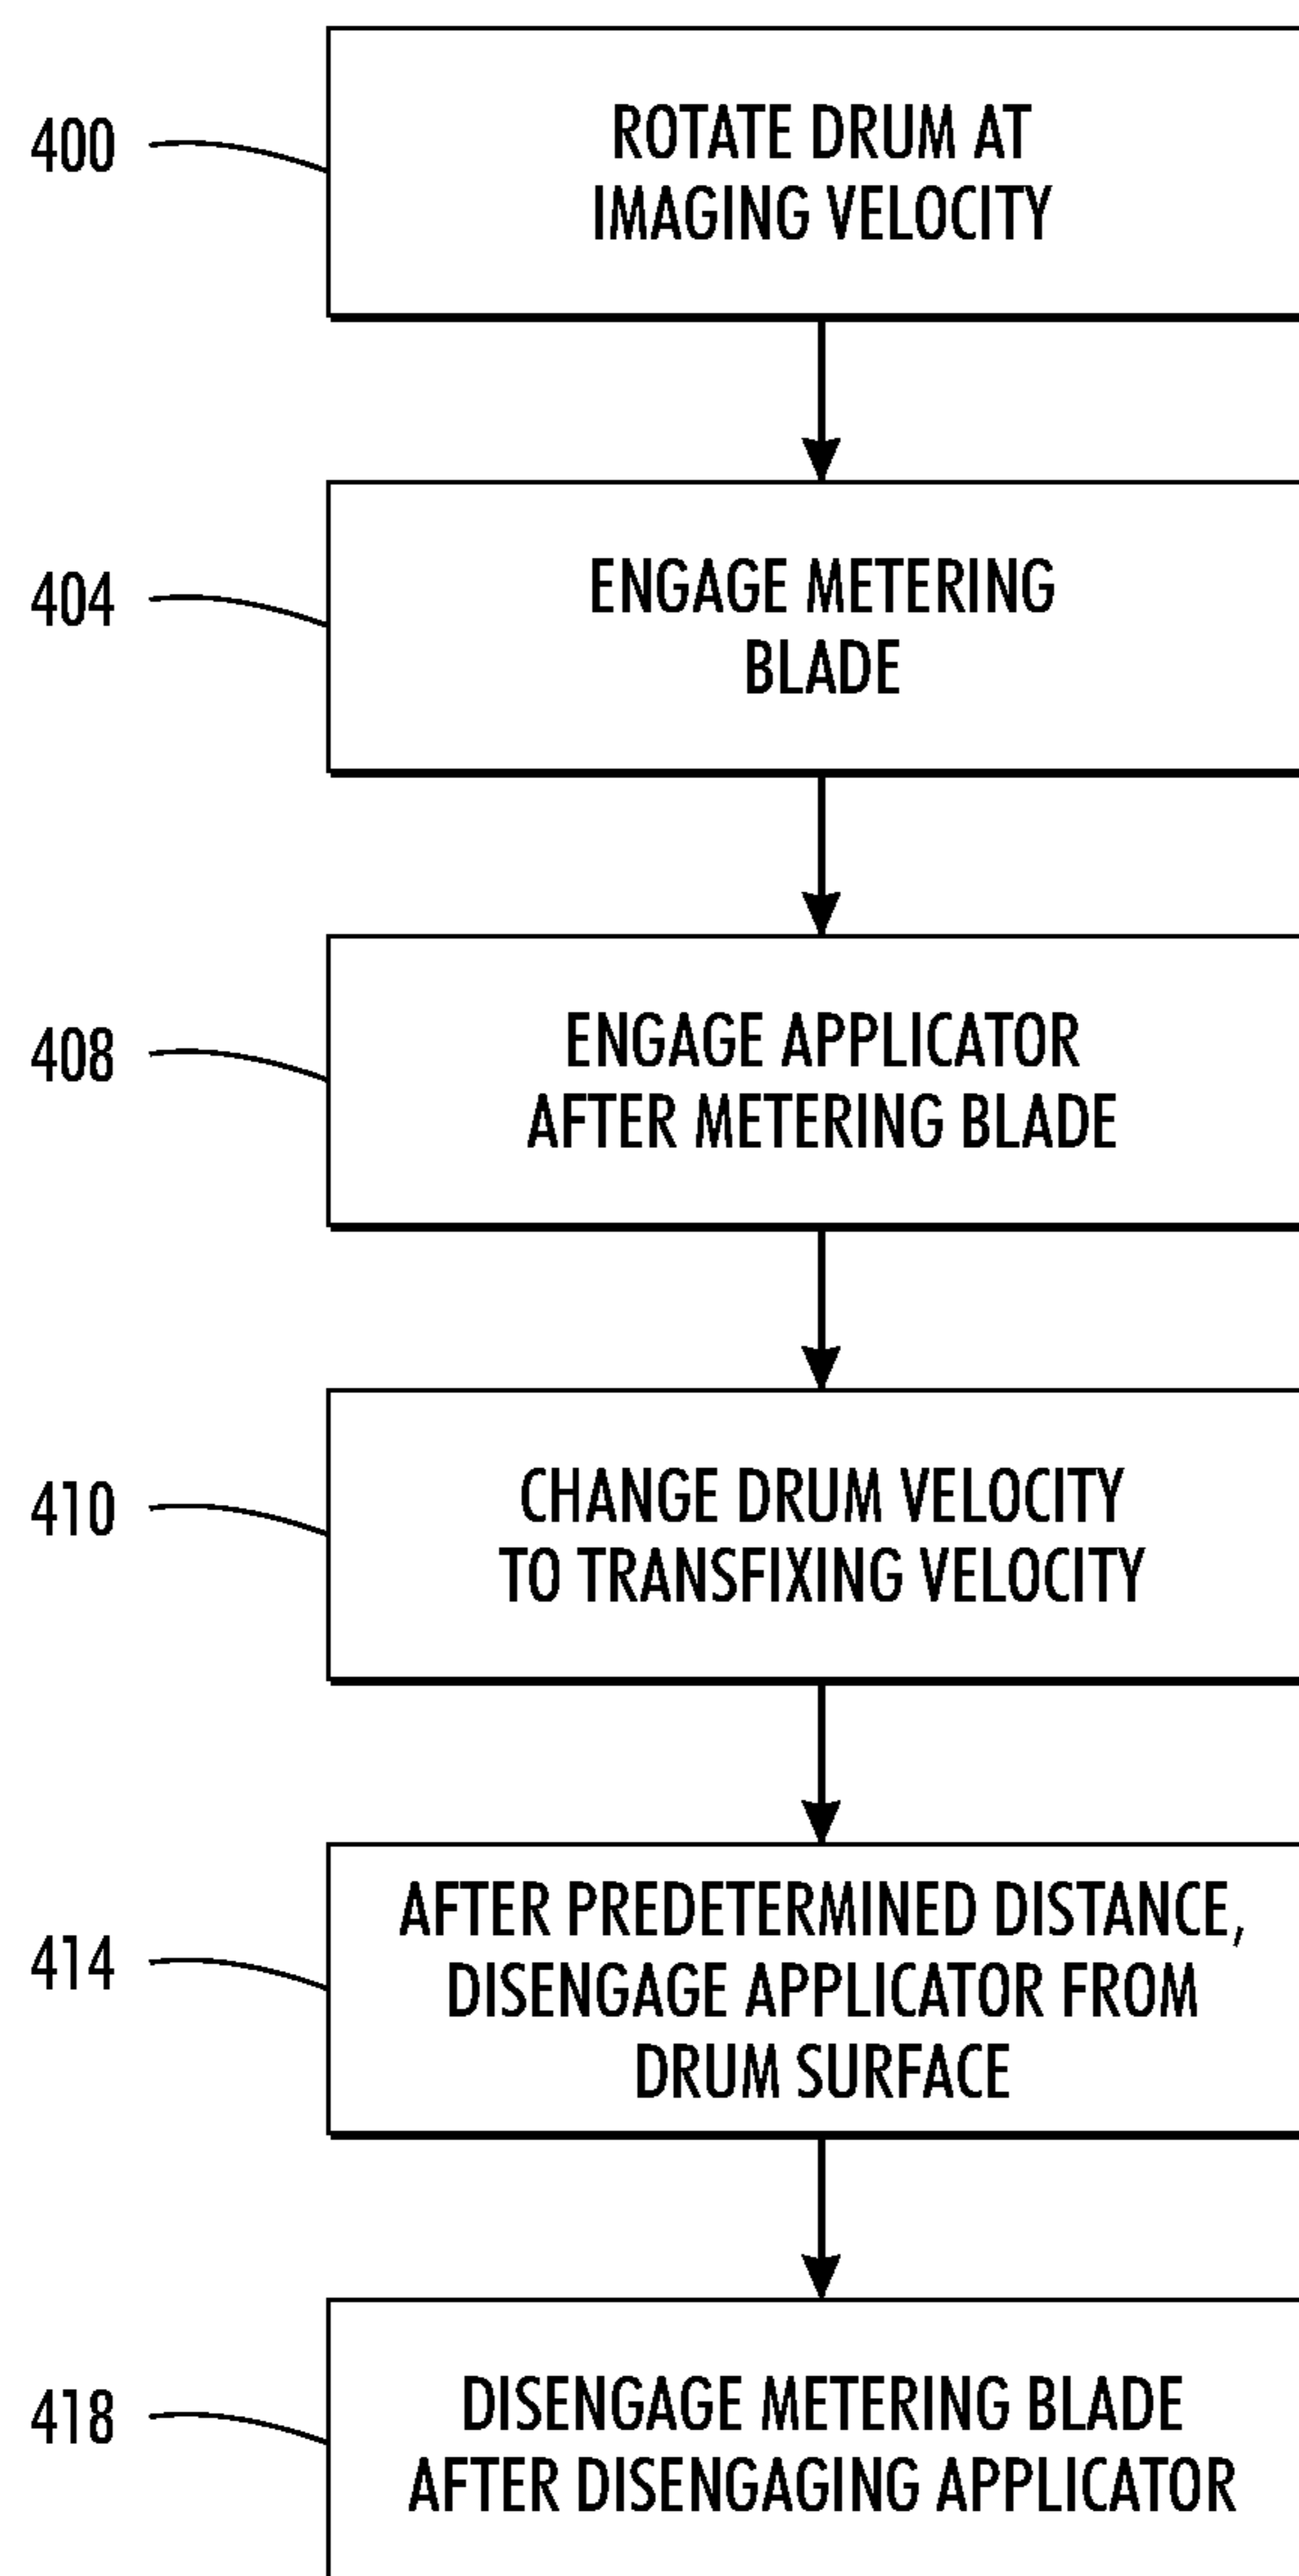 400
ROTATE DRUM AT
IMAGING VELOCITY
404
ENGAGE METERING
BLADE
408
ENGAGE APPLICATOR
AFTER METERING BLADE
410
CHANGE DRUM VELOCITY
TO TRANSFIXING VELOCITY
414
AFTER PREDETERMINED DISTANCE,
DISENGAGE APPLICATOR FROM
DRUM SURFACE
418
DISENGAGE METERING BLADE
AFTER DISENGAGING APPLICATOR